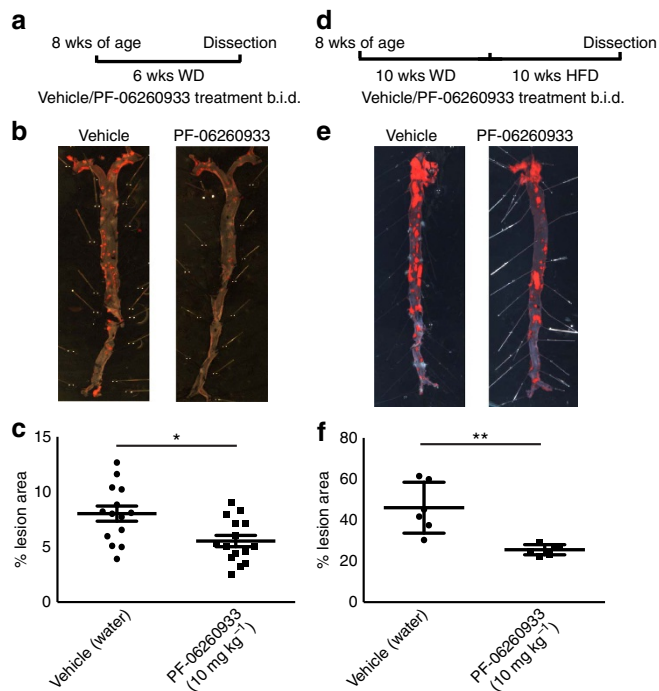 a
8 wks of age Dissection
6 wks WD
Vehicle/PF-06260933 treatment b.i.d.
b
Vehicle PF-06260933
c
15
10
5
0
% lesion area
*
Vehicle (water)
PF-06260933
(10 mg kg⁻¹)
d
8 wks of age Dissection
10 wks WD 10 wks HFD
Vehicle/PF-06260933 treatment b.i.d.
e
Vehicle PF-06260933
f
80
60
40
20
0
% lesion area
**
Vehicle (water)
PF-06260933
(10 mg kg⁻¹)